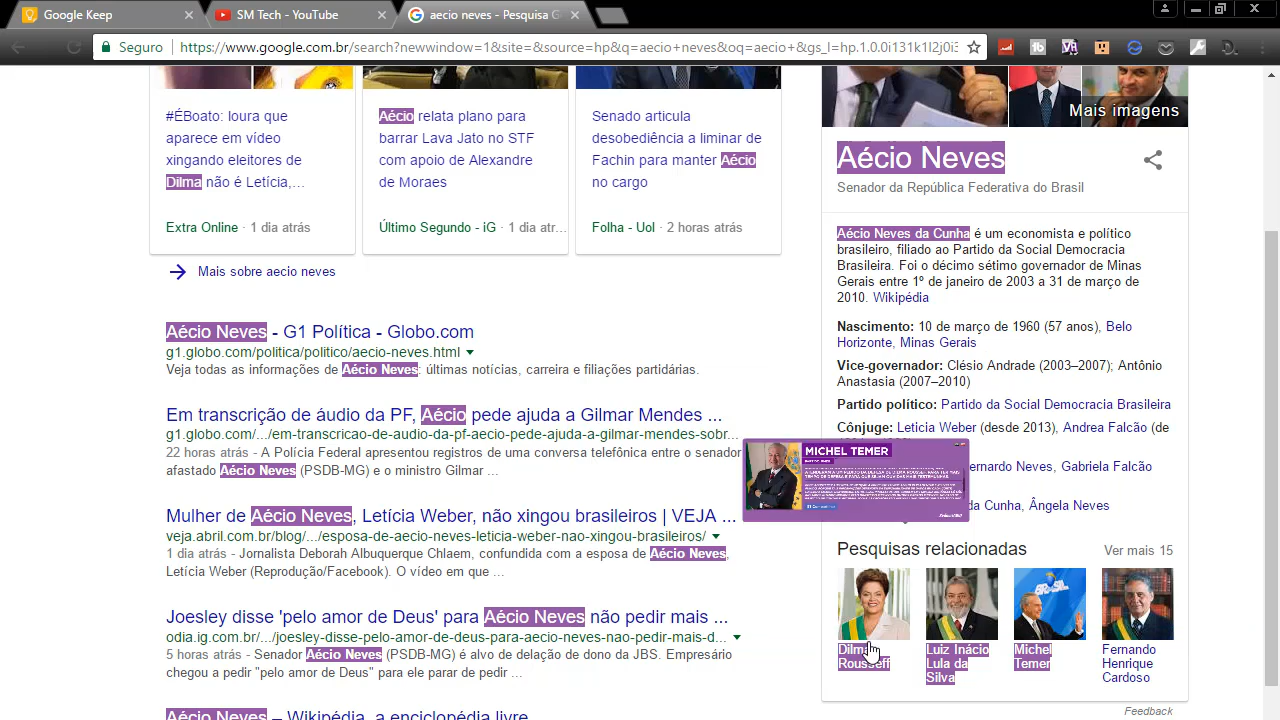 Google Keep
SM Tech - YouTube
aecio neves - Pesquisa G
Seguro
https://www.google.com.br/search?newwindow=1&site=&source=hp&q=aecio+neves&oq=aecio+&gs_l=hp.1.0.0i131k1l2j0i3
#ÉBoato: loura que
aparece em vídeo
xingando eleitores de
Dilma não é Letícia,...
Extra Online · 1 dia atrás
Aécio relata plano para
barrar Lava Jato no STF
com apoio de Alexandre
de Moraes
Último Segundo - iG · 1 dia atr...
Senado articula
desobediência a liminar de
Fachin para manter Aécio
no cargo
Folha - Uol · 2 horas atrás
Mais sobre aecio neves
Aécio Neves - G1 Política - Globo.com
g1.globo.com/politica/politico/aecio-neves.html
Veja todas as informações de Aécio Neves: últimas notícias, carreira e filiações partidárias.
Em transcrição de áudio da PF, Aécio pede ajuda a Gilmar Mendes ...
g1.globo.com/.../em-transcricao-de-audio-da-pf-aecio-pede-ajuda-a-gilmar-mendes-sobr...
22 horas atrás - A Polícia Federal apresentou registros de uma conversa telefônica entre o senador
afastado Aécio Neves (PSDB-MG) e o ministro Gilmar ...
Mulher de Aécio Neves, Letícia Weber, não xingou brasileiros | VEJA ...
veja.abril.com.br/blog/.../esposa-de-aecio-neves-leticia-weber-nao-xingou-brasileiros/
1 dia atrás - Jornalista Deborah Albuquerque Chlaem, confundida com a esposa de Aécio Neves,
Letícia Weber (Reprodução/Facebook). O vídeo em que ...
Joesley disse 'pelo amor de Deus' para Aécio Neves não pedir mais ...
odia.ig.com.br/.../joesley-disse-pelo-amor-de-deus-para-aecio-neves-nao-pedir-mais-d...
5 horas atrás - Senador Aécio Neves (PSDB-MG) é alvo de delação de dono da JBS. Empresário
chegou a pedir "pelo amor de Deus" para ele parar de pedir ...
Aécio Neves – Wikipédia, a enciclopédia livre
Mais imagens
Aécio Neves
Senador da República Federativa do Brasil
Aécio Neves da Cunha é um economista e político
brasileiro, filiado ao Partido da Social Democracia
Brasileira. Foi o décimo sétimo governador de Minas
Gerais entre 1º de janeiro de 2003 a 31 de março de
2010. Wikipédia
Nascimento: 10 de março de 1960 (57 anos), Belo
Horizonte, Minas Gerais
Vice-governador: Clésio Andrade (2003–2007); Antônio
Anastasia (2007–2010)
Partido político: Partido da Social Democracia Brasileira
Cônjuge: Leticia Weber (desde 2013), Andrea Falcão (de
MICHEL TEMER
ernardo Neves, Gabriela Falcão
da Cunha, Ângela Neves
Pesquisas relacionadas
Ver mais 15
Dilma
Rousseff
Luiz Inácio
Lula da
Silva
Michel
Temer
Fernando
Henrique
Cardoso
Feedback